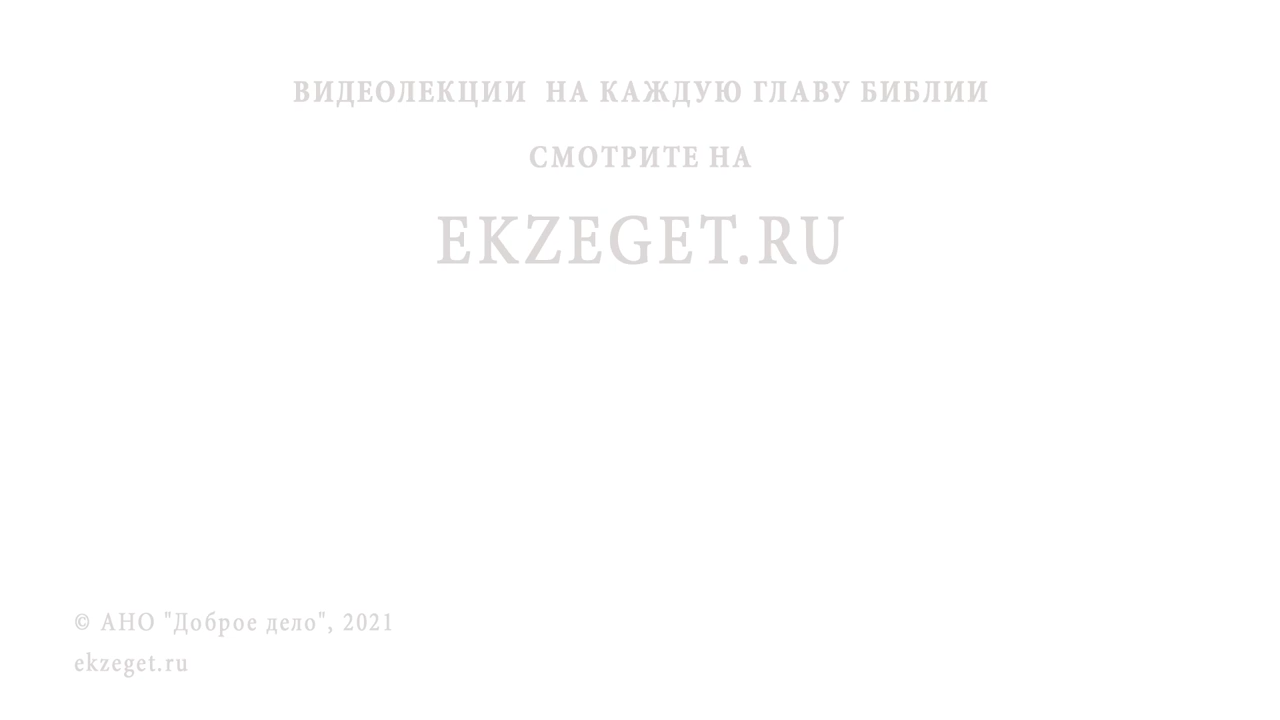 ВИДЕОЛЕКЦИИ  НА КАЖДУЮ ГЛАВУ БИБЛИИ
СМОТРИТЕ НА
EKZEGET.RU
© АНО "Доброе дело", 2021
ekzeget.ru